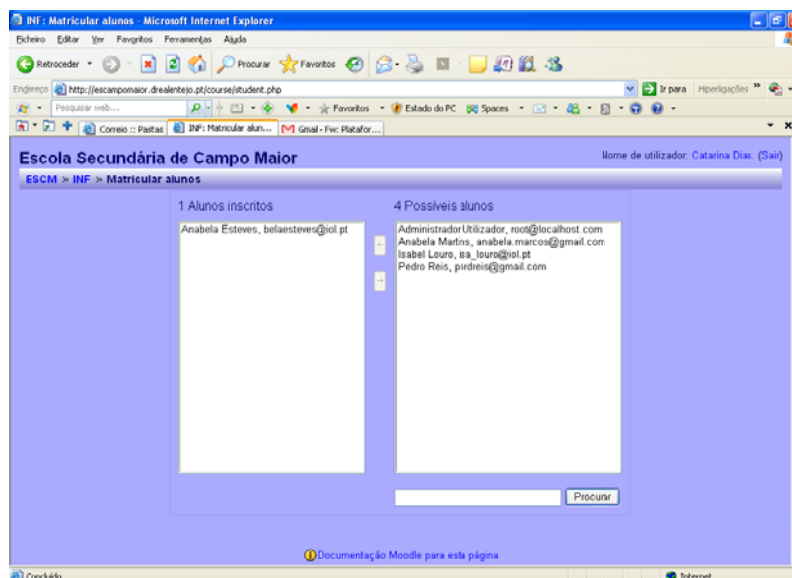 INF: Matricular alunos - Microsoft Internet Explorer
Ficheiro Editar Ver Favoritos Ferramentas Ajuda
Retroceder Procurar Favoritos
Endereço http://escampomaior.drealentejo.pt/course/student.php Ir para Hiperligações »
Pesquisar web... Favoritos Estado do PC Spaces
Correio :: Pastas INF: Matricular alun... Gmail - Fw: Platafor...
Escola Secundária de Campo Maior
Nome de utilizador: Catarina Dias. (Sair)
ESCM » INF » Matricular alunos
1 Alunos inscritos
4 Possíveis alunos
Anabela Esteves, belaesteves@iol.pt
AdministradorUtilizador, root@localhost.com
Anabela Martins, anabela.marcos@gmail.com
Isabel Louro, isa_louro@iol.pt
Pedro Reis, pirdreis@gmail.com
Procurar
Documentação Moodle para esta página
Concluído Internet